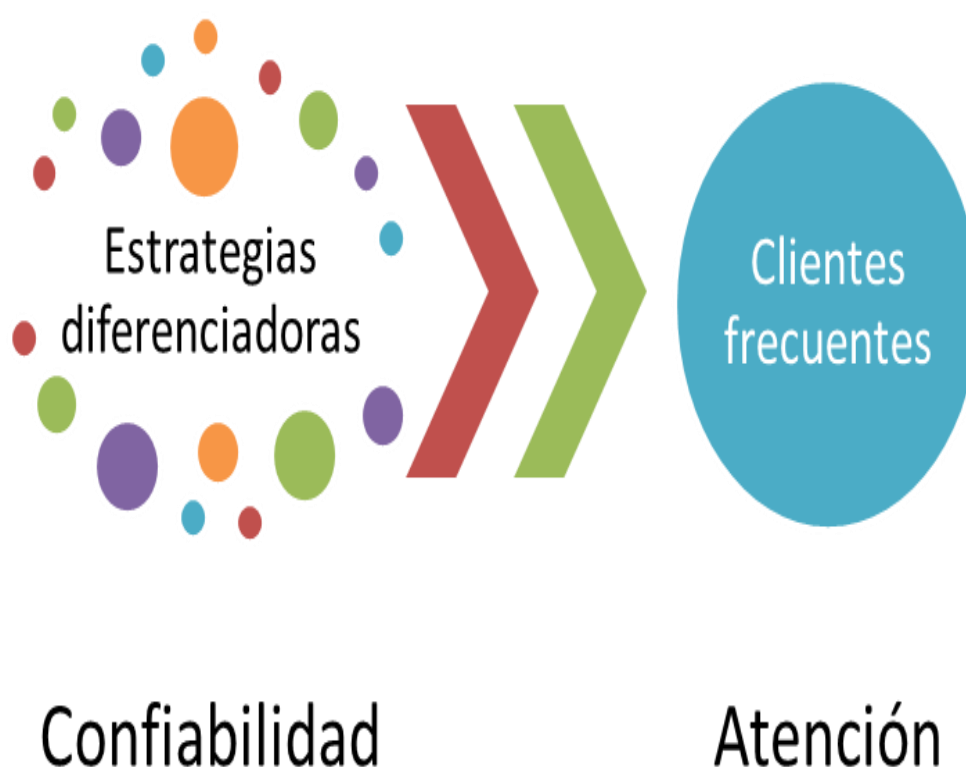 Estrategias
diferenciadoras
Clientes
frecuentes
Confiabilidad
Atención